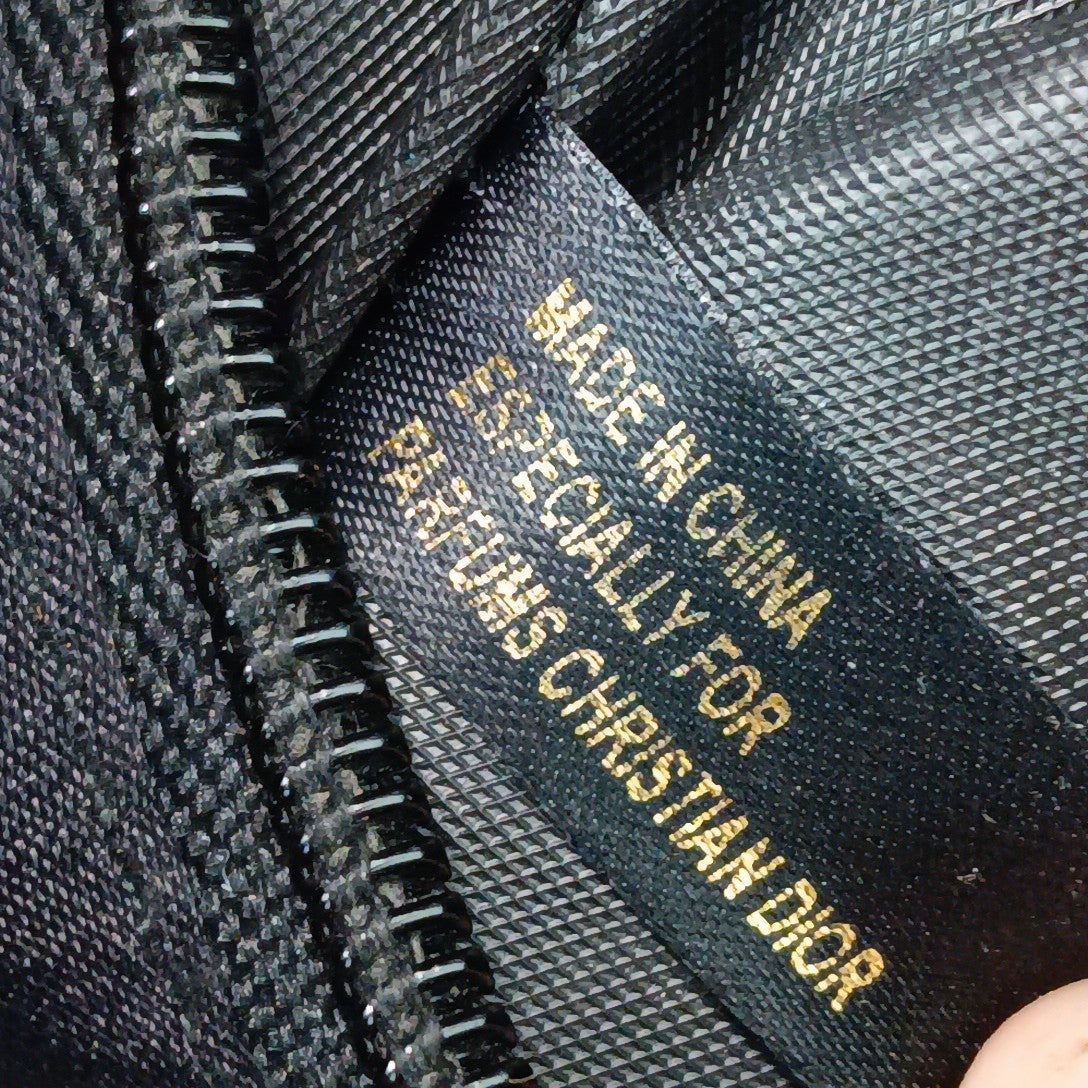 MADE IN CHINA
ESPECIALLY FOR
PARFUMS CHRISTIAN DIOR